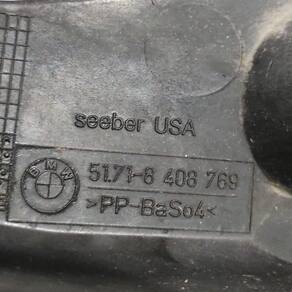 seeber USA
BMW
51.71-8 408 769
>PP-BaSo4<